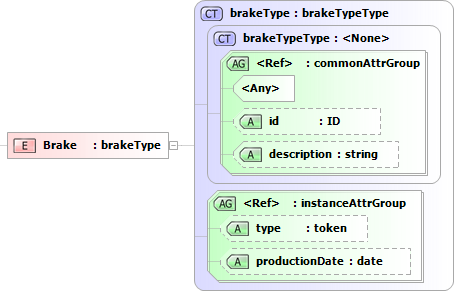 CT brakeType : brakeTypeType
CT brakeTypeType : <None>
AG <Ref> : commonAttrGroup
<Any>
A id : ID
A description : string
E Brake : brakeType
AG <Ref> : instanceAttrGroup
A type : token
A productionDate : date